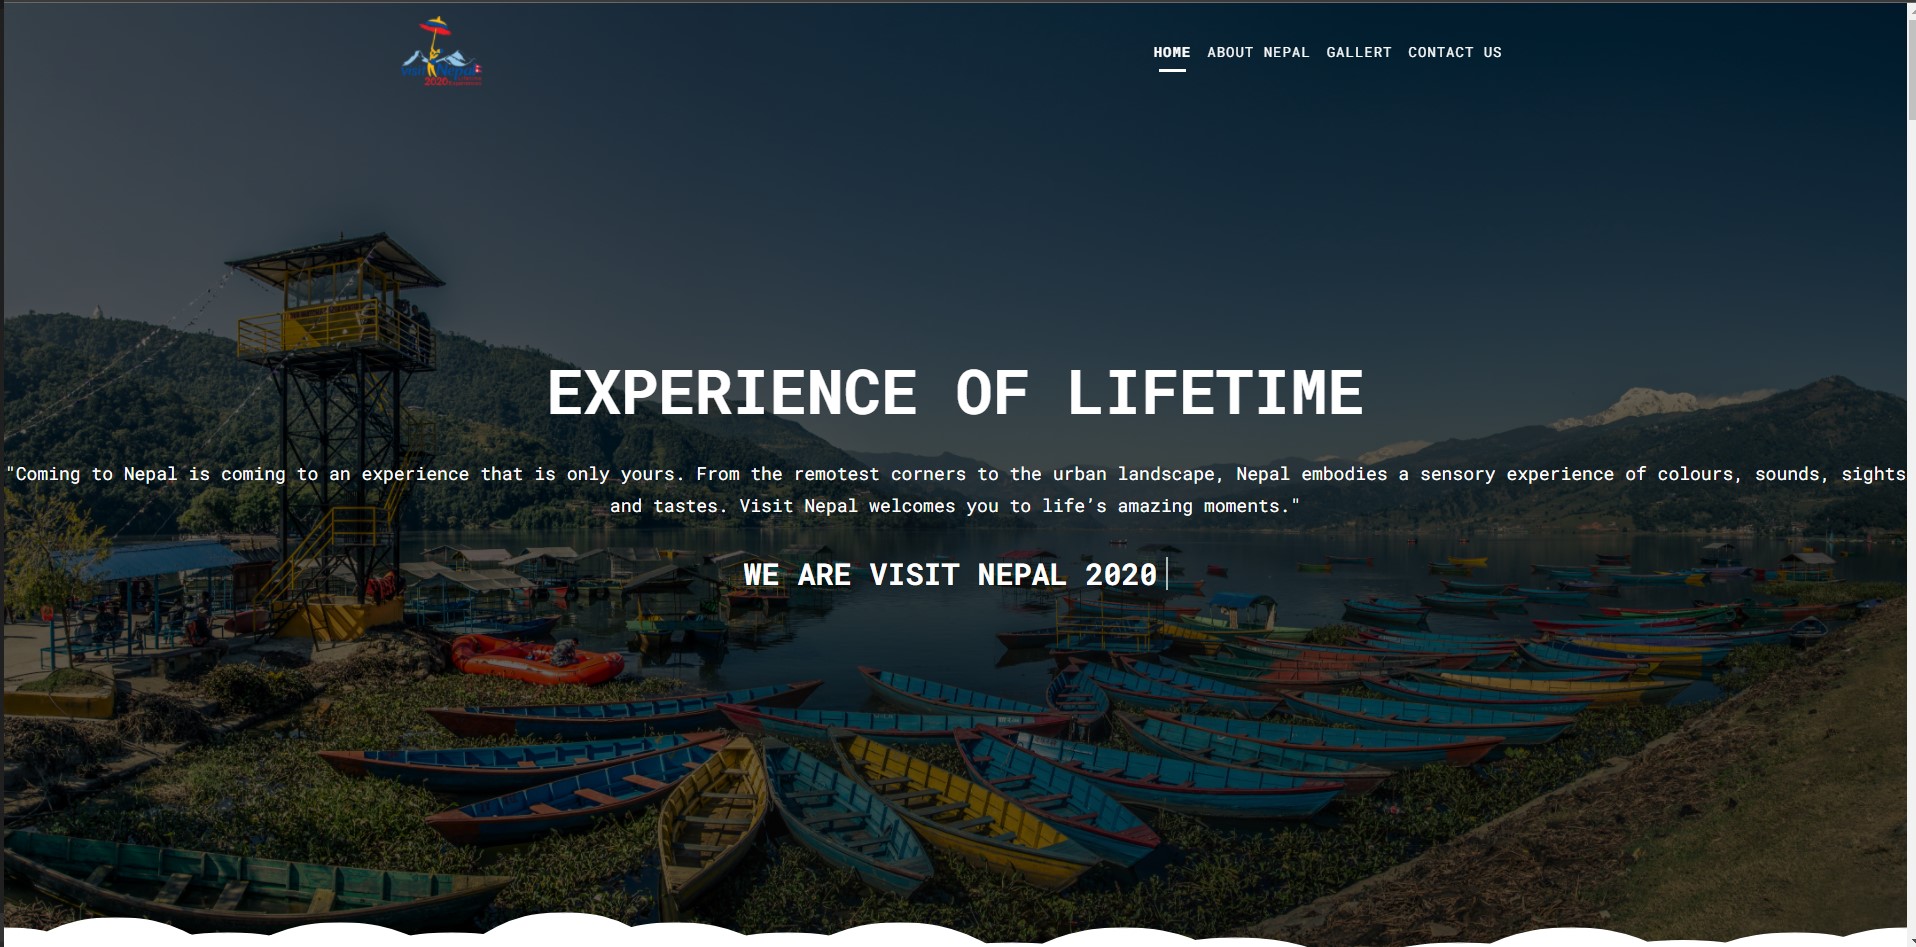 visit Nepal
2020
HOME ABOUT NEPAL GALLERT CONTACT US
EXPERIENCE OF LIFETIME
"Coming to Nepal is coming to an experience that is only yours. From the remotest corners to the urban landscape, Nepal embodies a sensory experience of colours, sounds, sights
and tastes. Visit Nepal welcomes you to life’s amazing moments."
WE ARE VISIT NEPAL 2020